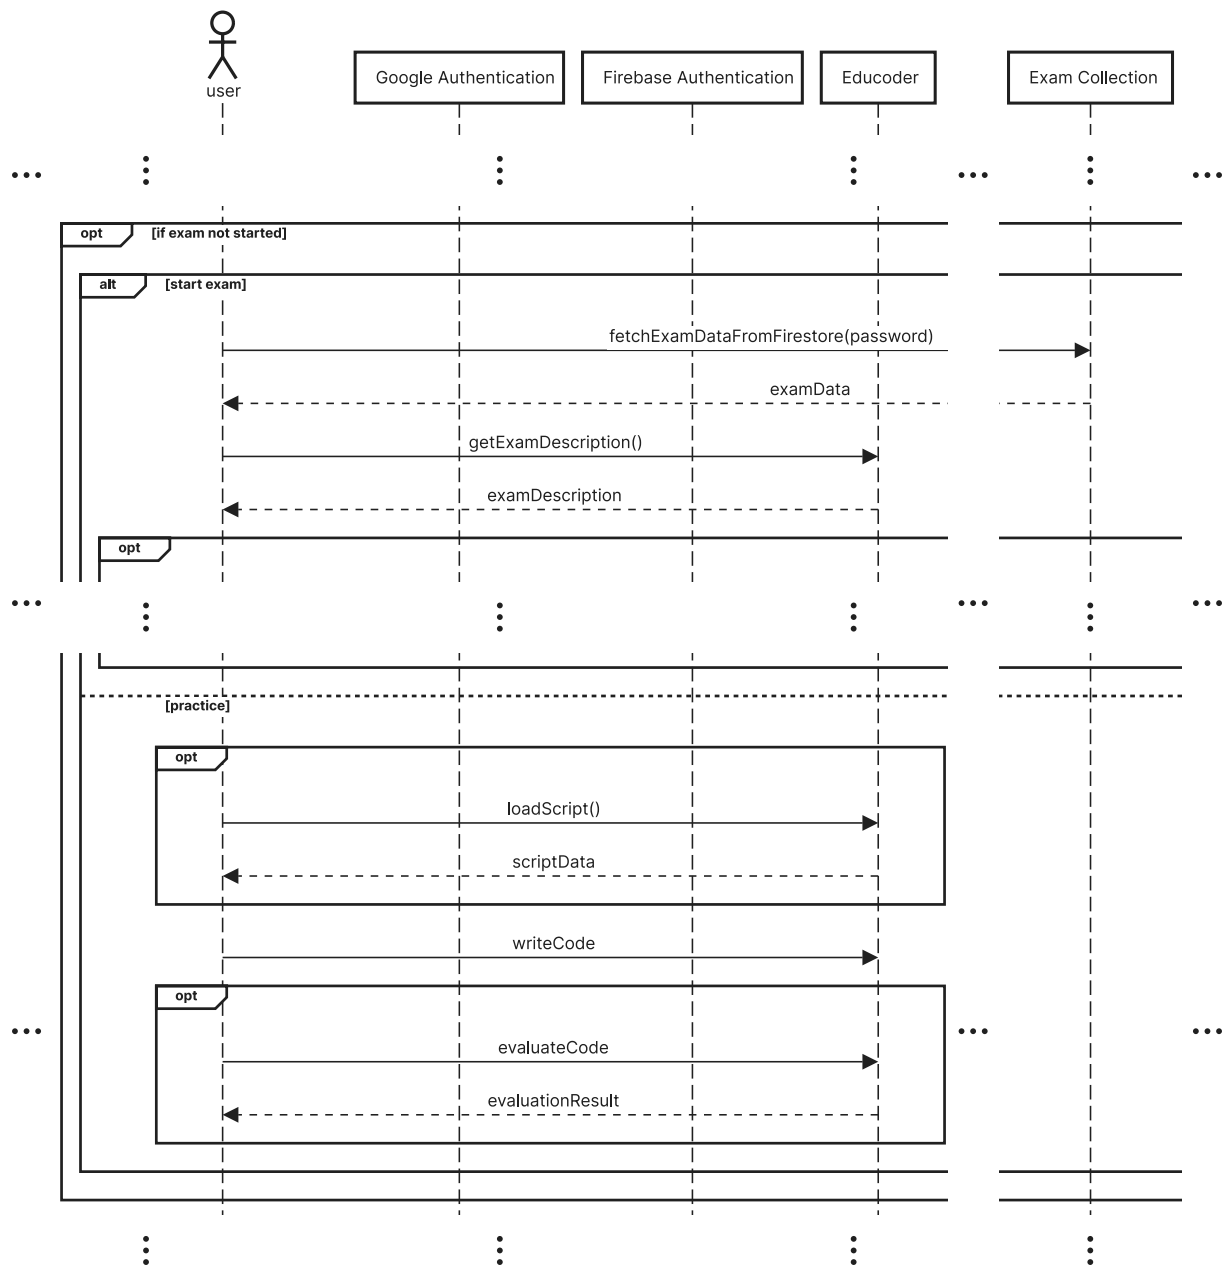 user
Google Authentication
Firebase Authentication
Educoder
Exam Collection
opt
[if exam not started]
alt
[start exam]
fetchExamDataFromFirestore(password)
examData
getExamDescription()
examDescription
opt
[practice]
opt
loadScript()
scriptData
writeCode
opt
evaluateCode
evaluationResult